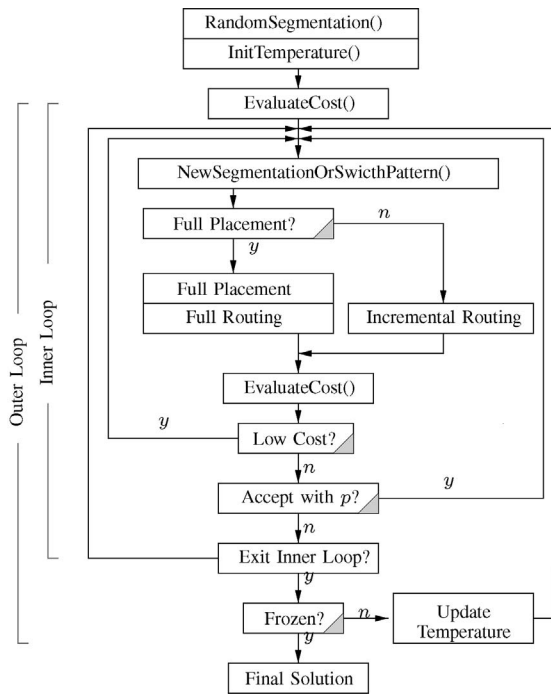 RandomSegmentation()
InitTemperature()
EvaluateCost()
NewSegmentationOrSwicthPattern()
Full Placement?
n
y
Full Placement
Full Routing
Incremental Routing
EvaluateCost()
y
Low Cost?
n
y
Accept with p?
n
Exit Inner Loop?
y
Frozen?
n
Update
Temperature
y
Final Solution
Outer Loop
Inner Loop